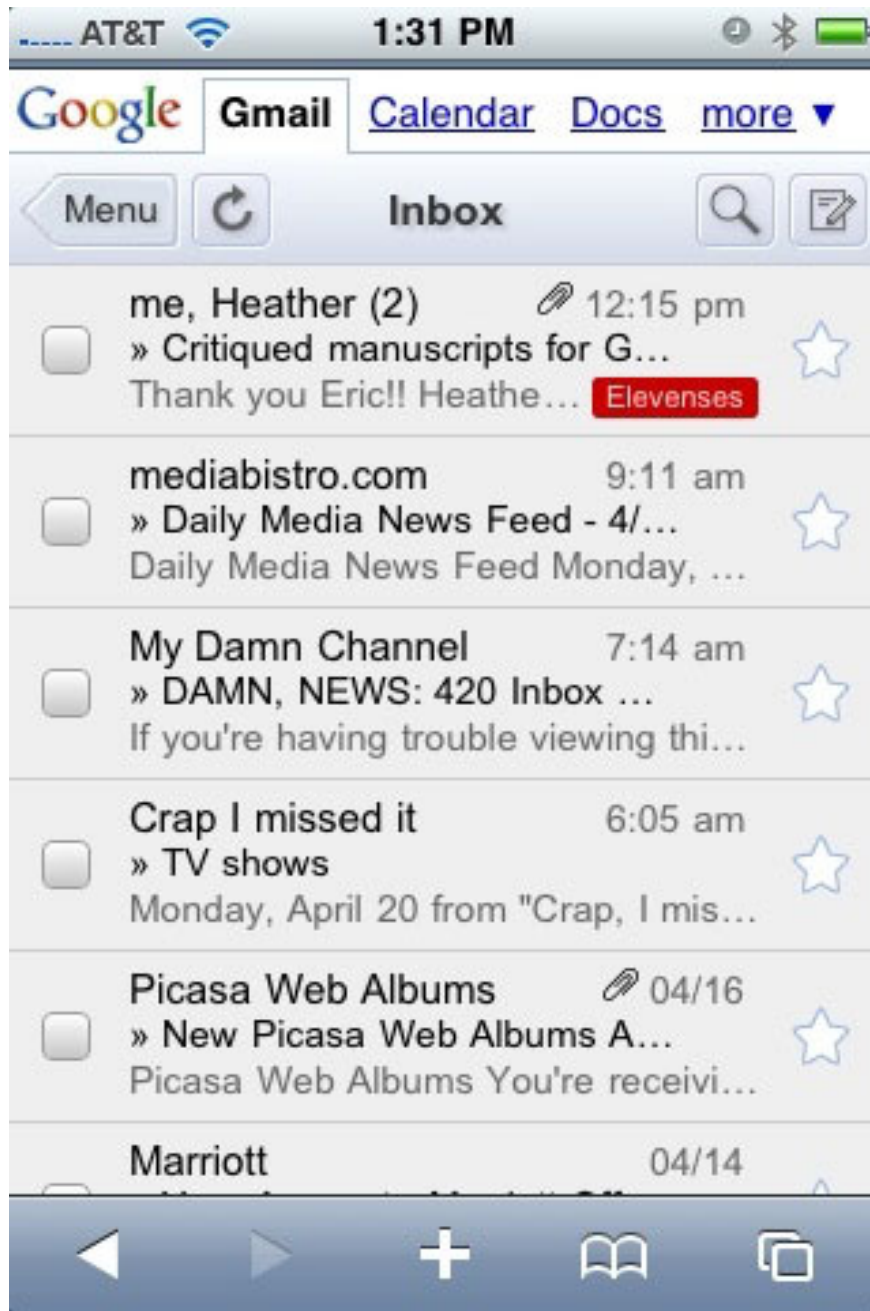 AT&T 1:31 PM
Google Gmail Calendar Docs more ▼
Menu Inbox
me, Heather (2) 12:15 pm
» Critiqued manuscripts for G...
Thank you Eric!! Heathe... Elevenses
mediabistro.com 9:11 am
» Daily Media News Feed - 4/...
Daily Media News Feed Monday, ...
My Damn Channel 7:14 am
» DAMN, NEWS: 420 Inbox ...
If you're having trouble viewing thi...
Crap I missed it 6:05 am
» TV shows
Monday, April 20 from "Crap, I mis...
Picasa Web Albums 04/16
» New Picasa Web Albums A...
Picasa Web Albums You're receivi...
Marriott 04/14